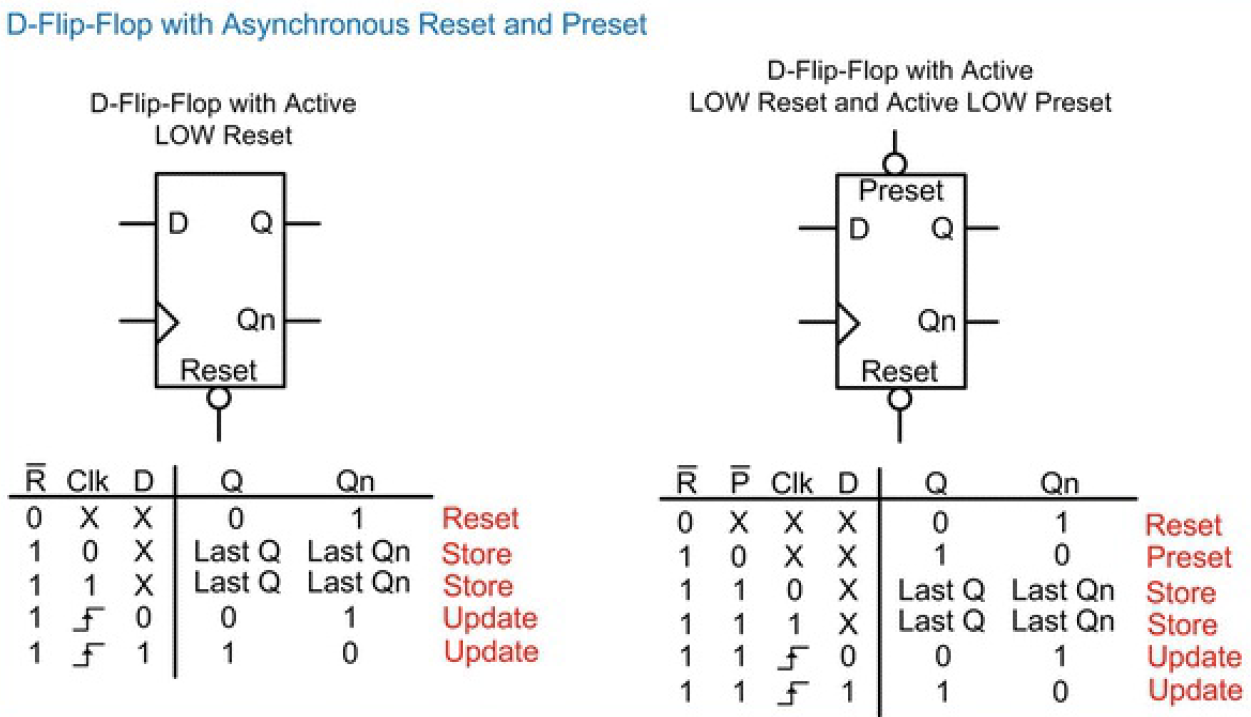 D-Flip-Flop with Asynchronous Reset and Preset
D-Flip-Flop with Active
LOW Reset
D Q
Qn
Reset
R̅ Clk D Q Qn
0 X X 0 1 Reset
1 0 X Last Q Last Qn Store
1 1 X Last Q Last Qn Store
1 0 0 1 Update
1 1 1 0 Update
D-Flip-Flop with Active
LOW Reset and Active LOW Preset
Preset
D Q
Qn
Reset
R̅ P̅ Clk D Q Qn
0 X X X 0 1 Reset
1 0 X X 1 0 Preset
1 1 0 X Last Q Last Qn Store
1 1 1 X Last Q Last Qn Store
1 1 0 0 1 Update
1 1 1 1 0 Update